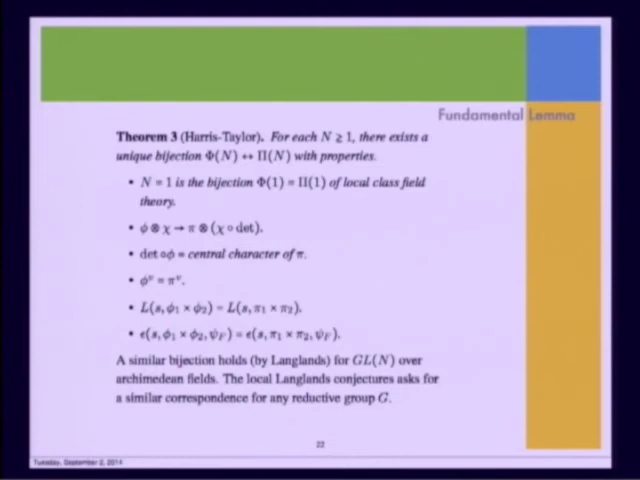 Fundamental Lemma
Theorem 3 (Harris-Taylor). For each N ≥ 1, there exists a
unique bijection Φ(N) ↔ Π(N) with properties.
• N = 1 is the bijection Φ(1) = Π(1) of local class field
theory.
• ϕ ⊗ χ → π ⊗ (χ ∘ det).
• det ∘ϕ = central character of π.
• ϕ^∨ = π^∨.
• L(s, ϕ₁ × ϕ₂) = L(s, π₁ × π₂).
• ϵ(s, ϕ₁ × ϕ₂, ψ_F) = ϵ(s, π₁ × π₂, ψ_F).
A similar bijection holds (by Langlands) for GL(N) over
archimedean fields. The local Langlands conjectures asks for
a similar correspondence for any reductive group G.
22
Tuesday, September 2, 2014